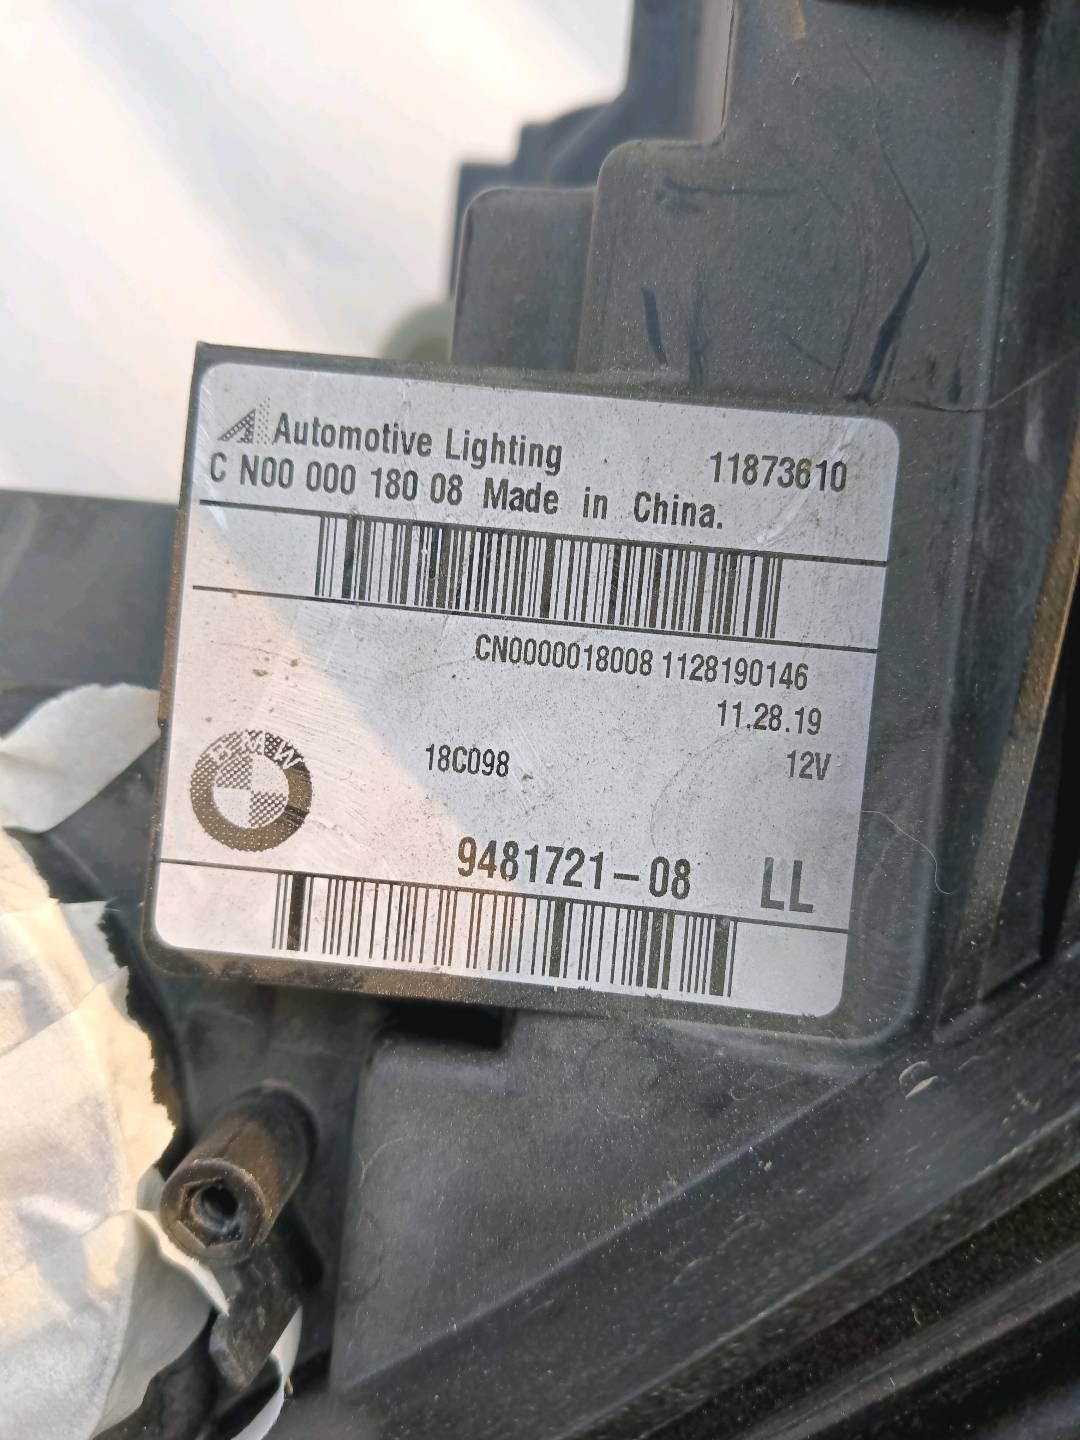 Automotive Lighting 11873610
C N00 000 180 08 Made in China.
CN0000018008 1128190146
11.28.19
BMW 18C098 12V
9481721-08 LL